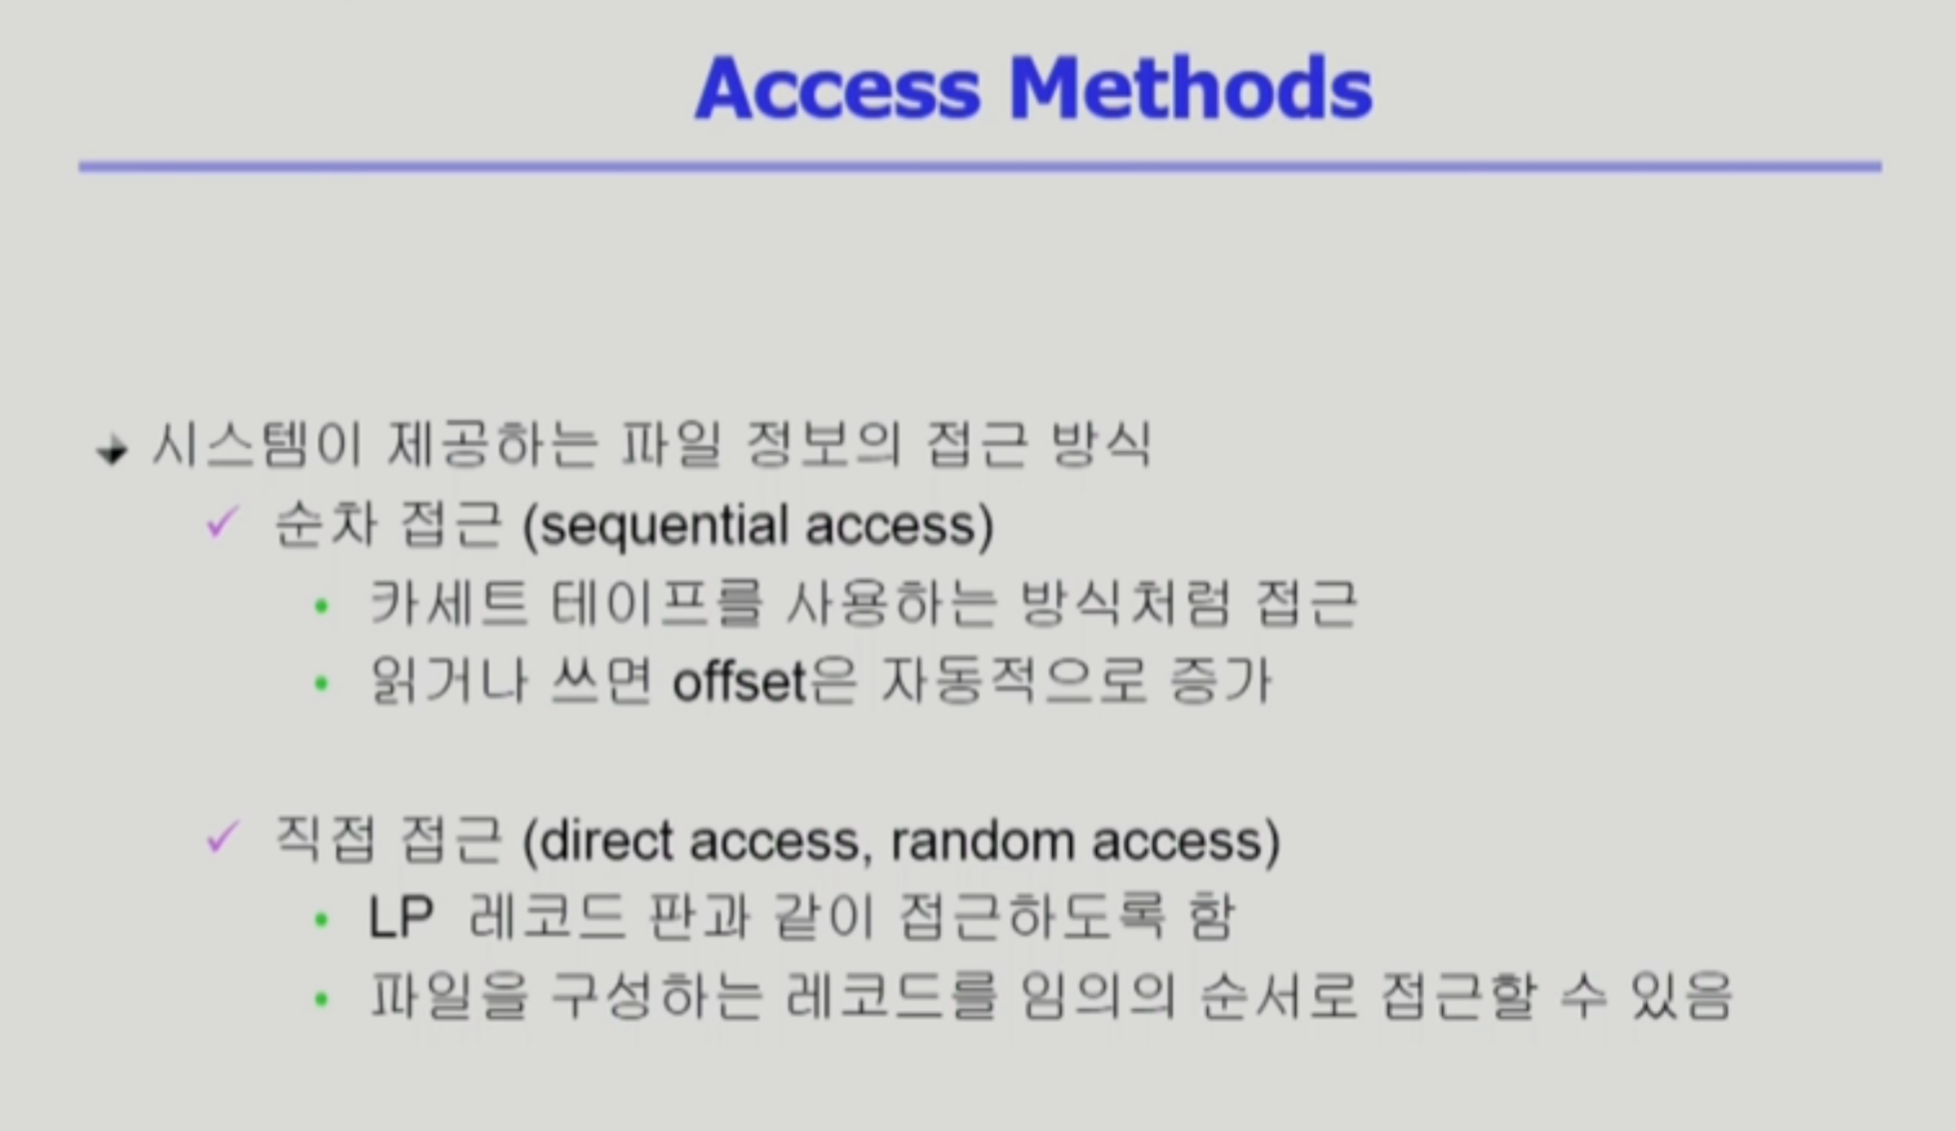 Access Methods
시스템이 제공하는 파일 정보의 접근 방식
순차 접근 (sequential access)
카세트 테이프를 사용하는 방식처럼 접근
읽거나 쓰면 offset은 자동적으로 증가
직접 접근 (direct access, random access)
LP 레코드 판과 같이 접근하도록 함
파일을 구성하는 레코드를 임의의 순서로 접근할 수 있음